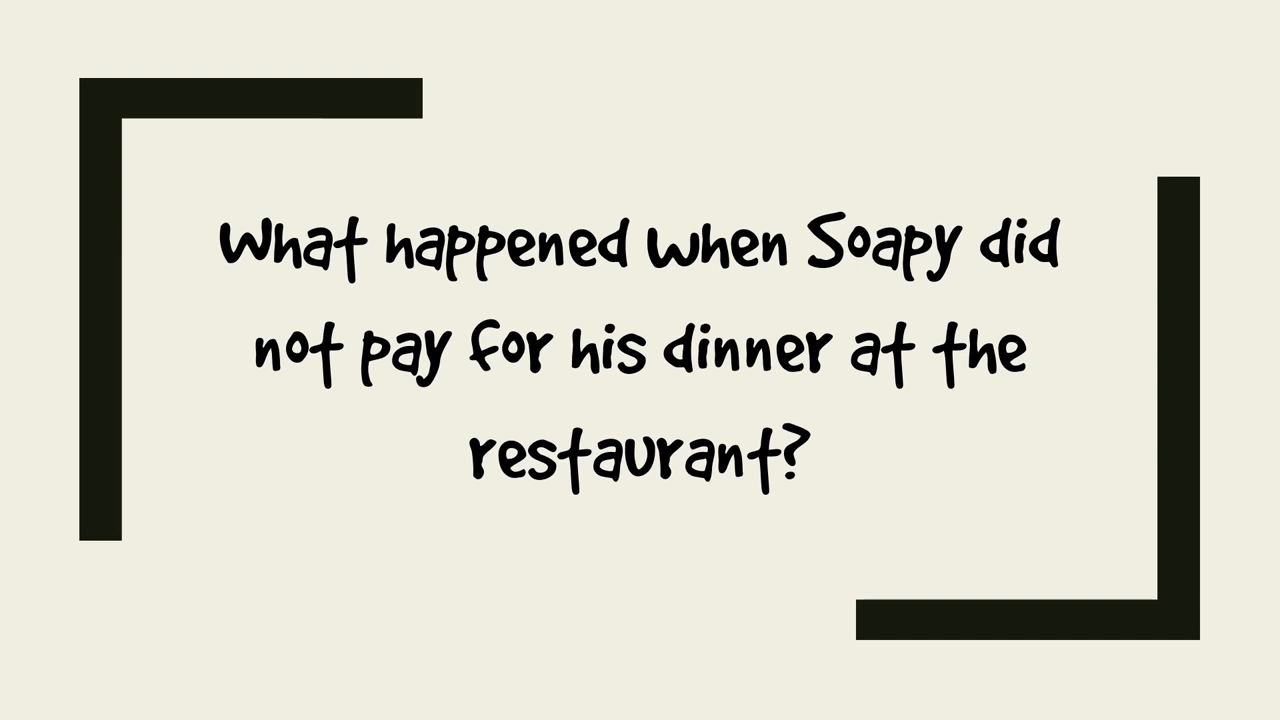 What happened when Soapy did
not pay for his dinner at the
restaurant?